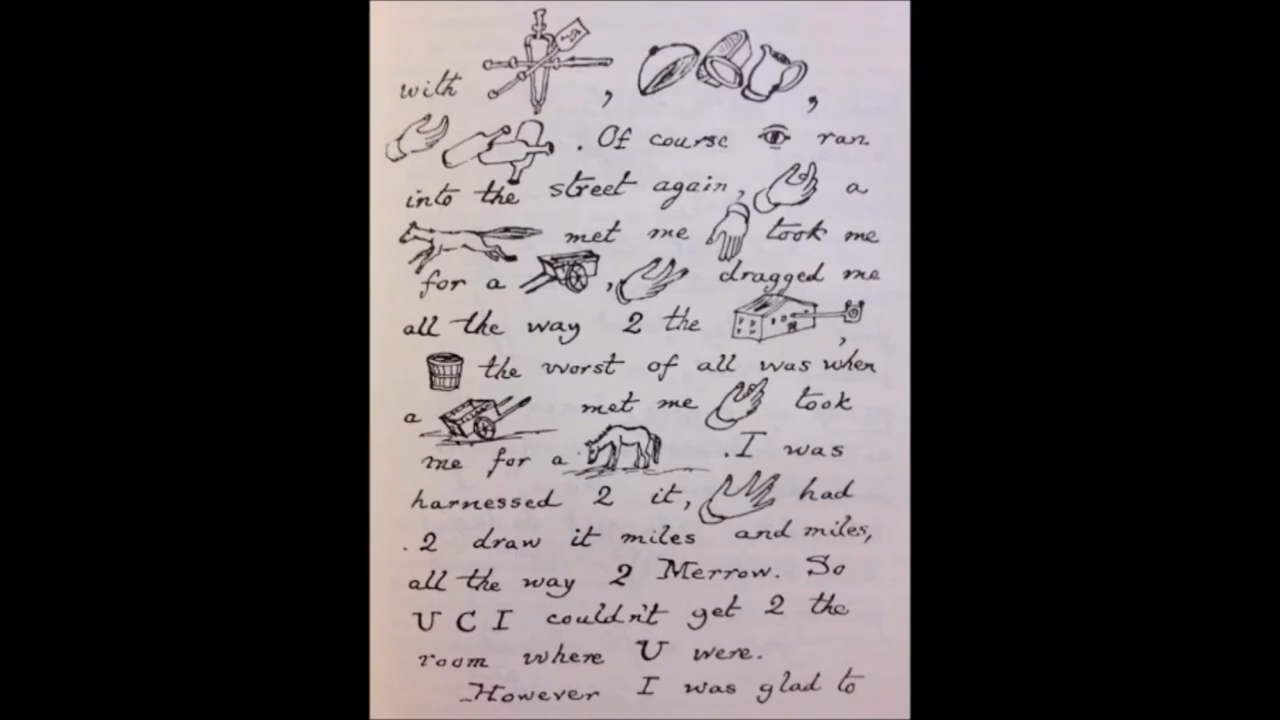 with , ,
. Of course ran
into the street again, a
met me took me
for a , dragged me
all the way 2 the ,
the worst of all was when
a met me took
me for a . I was
harnessed 2 it, had
2 draw it miles and miles,
all the way 2 Merrow. So
U C I couldn't get 2 the
room where U were.
However I was glad to